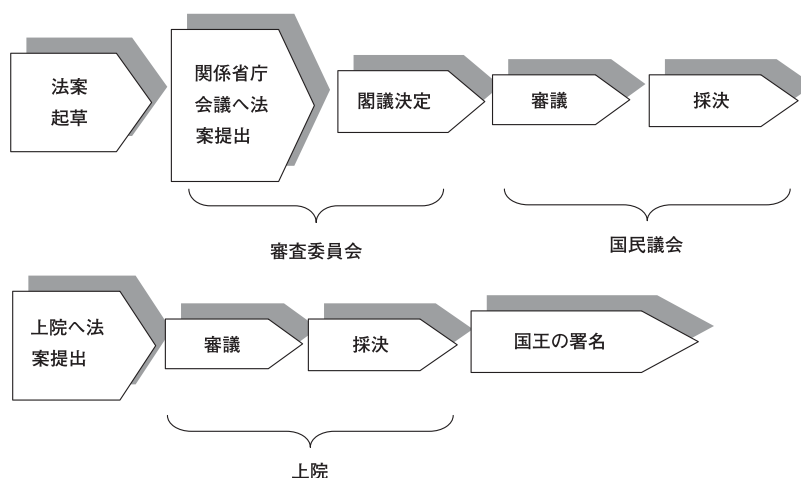 法案
起草
関係省庁
会議へ法
案提出
閣議決定
審議
採決
審査委員会
国民議会
上院へ法
案提出
審議
採決
国王の署名
上院